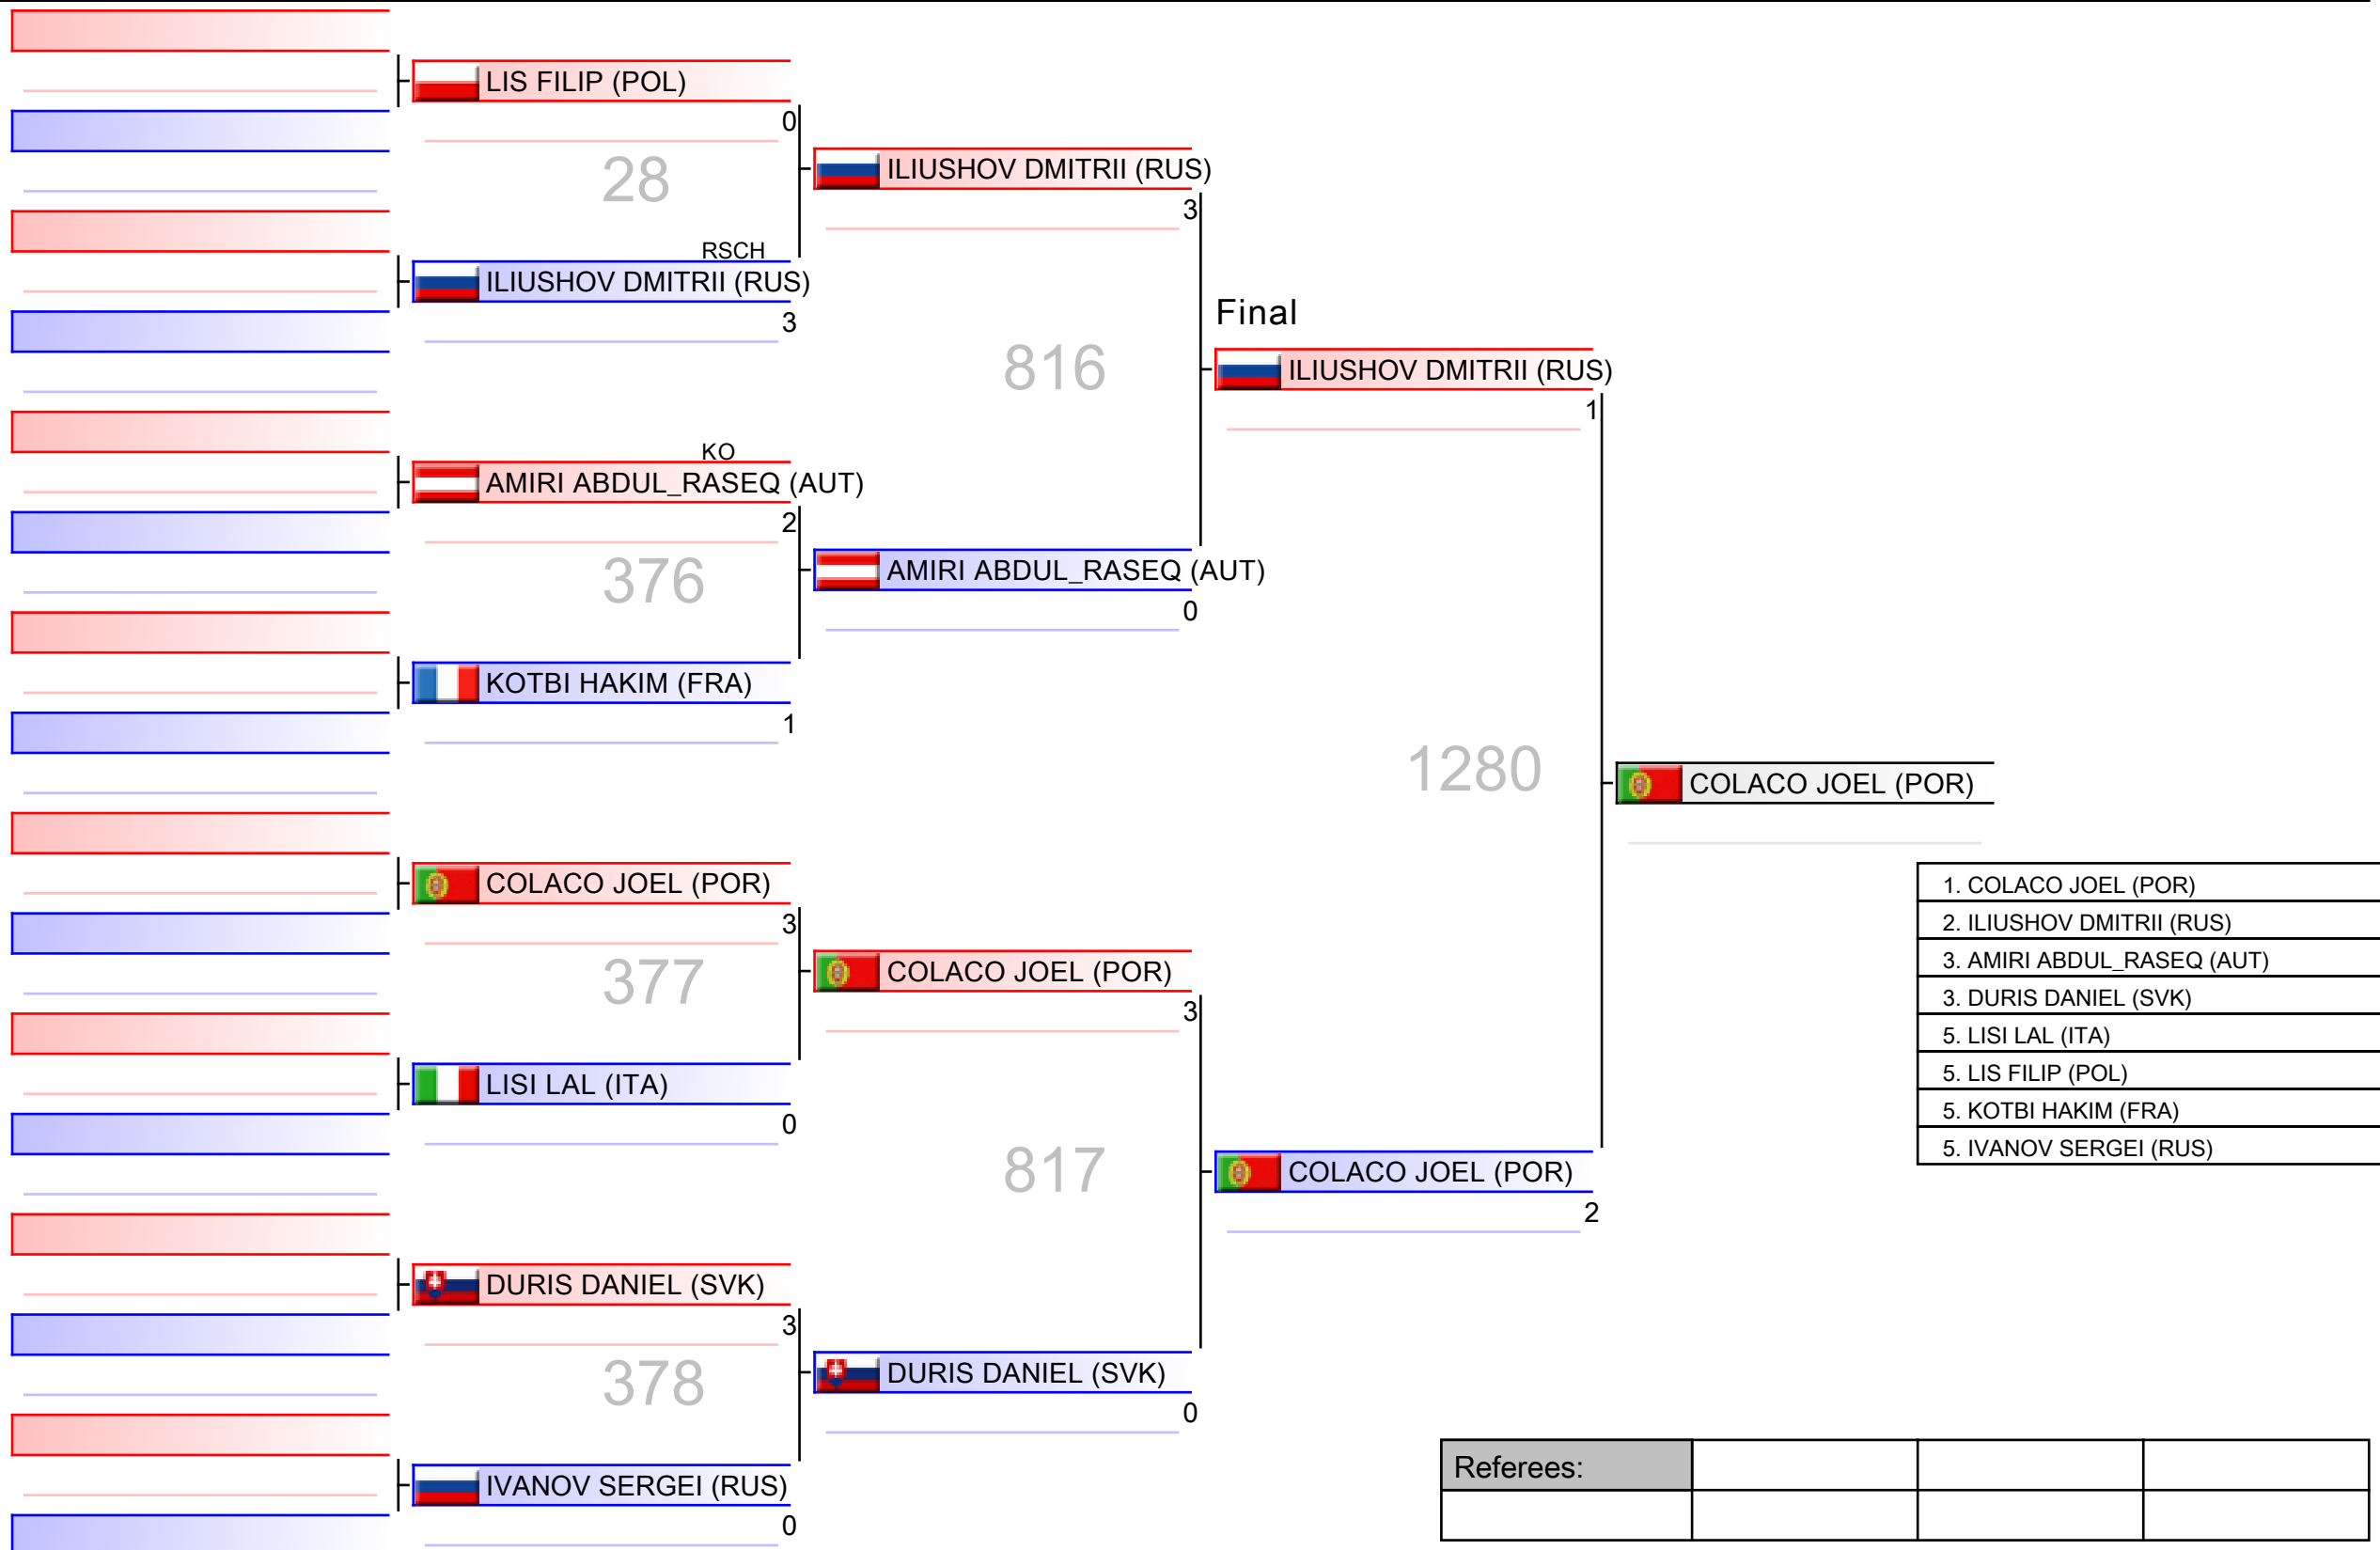 LIS FILIP (POL)
0
28
RSCH
ILIUSHOV DMITRII (RUS)
3
KO
AMIRI ABDUL_RASEQ (AUT)
2
376
KOTBI HAKIM (FRA)
1
COLACO JOEL (POR)
3
377
LISI LAL (ITA)
0
DURIS DANIEL (SVK)
3
378
IVANOV SERGEI (RUS)
0
ILIUSHOV DMITRII (RUS)
3
816
AMIRI ABDUL_RASEQ (AUT)
0
COLACO JOEL (POR)
3
817
DURIS DANIEL (SVK)
0
Final
ILIUSHOV DMITRII (RUS)
1
1280
COLACO JOEL (POR)
2
COLACO JOEL (POR)
1. COLACO JOEL (POR)
2. ILIUSHOV DMITRII (RUS)
3. AMIRI ABDUL_RASEQ (AUT)
3. DURIS DANIEL (SVK)
5. LISI LAL (ITA)
5. LIS FILIP (POL)
5. KOTBI HAKIM (FRA)
5. IVANOV SERGEI (RUS)
Referees: